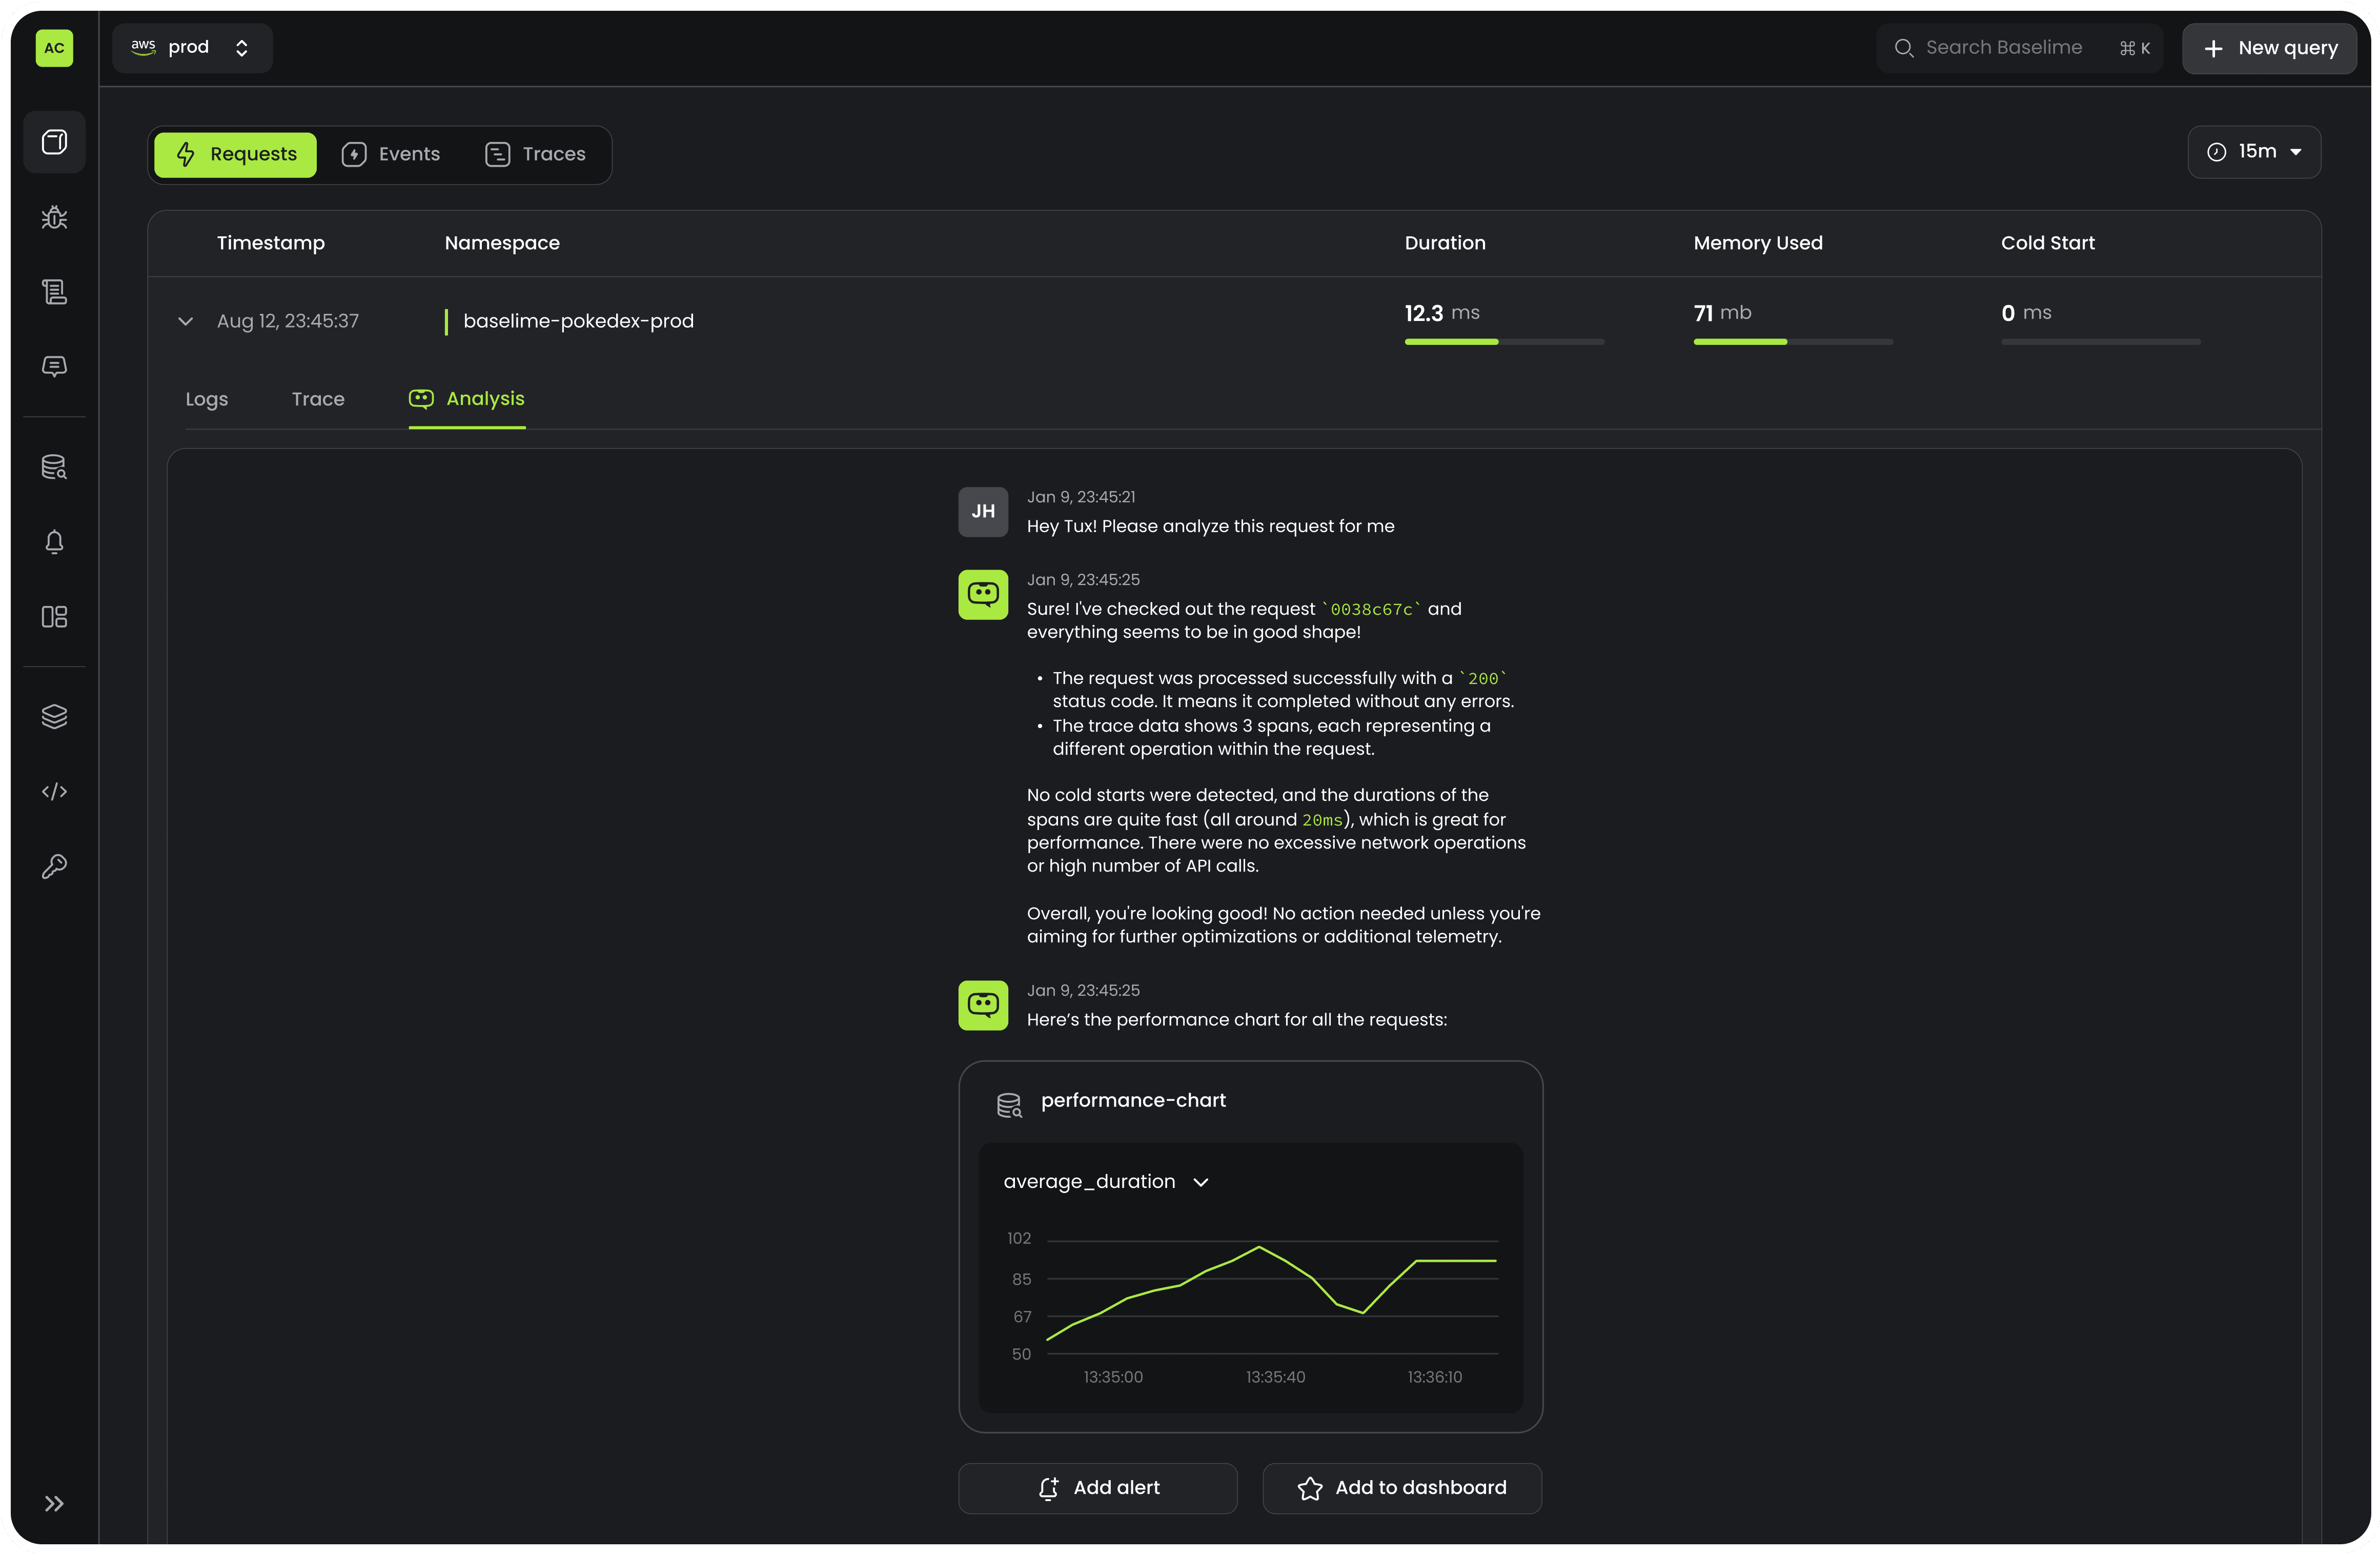 AC
aws prod
Search Baselime ⌘ K
New query
Requests Events Traces
15m
Timestamp Namespace Duration Memory Used Cold Start
Aug 12, 23:45:37 baselime-pokedex-prod 12.3 ms 71 mb 0 ms
Logs Trace Analysis
JH
Jan 9, 23:45:21
Hey Tux! Please analyze this request for me
Jan 9, 23:45:25
Sure! I've checked out the request `0038c67c` and
everything seems to be in good shape!
• The request was processed successfully with a `200`
status code. It means it completed without any errors.
• The trace data shows 3 spans, each representing a
different operation within the request.
No cold starts were detected, and the durations of the
spans are quite fast (all around 20ms), which is great for
performance. There were no excessive network operations
or high number of API calls.
Overall, you're looking good! No action needed unless you're
aiming for further optimizations or additional telemetry.
Jan 9, 23:45:25
Here’s the performance chart for all the requests:
performance-chart
average_duration
102
85
67
50
13:35:00 13:35:40 13:36:10
Add alert
Add to dashboard